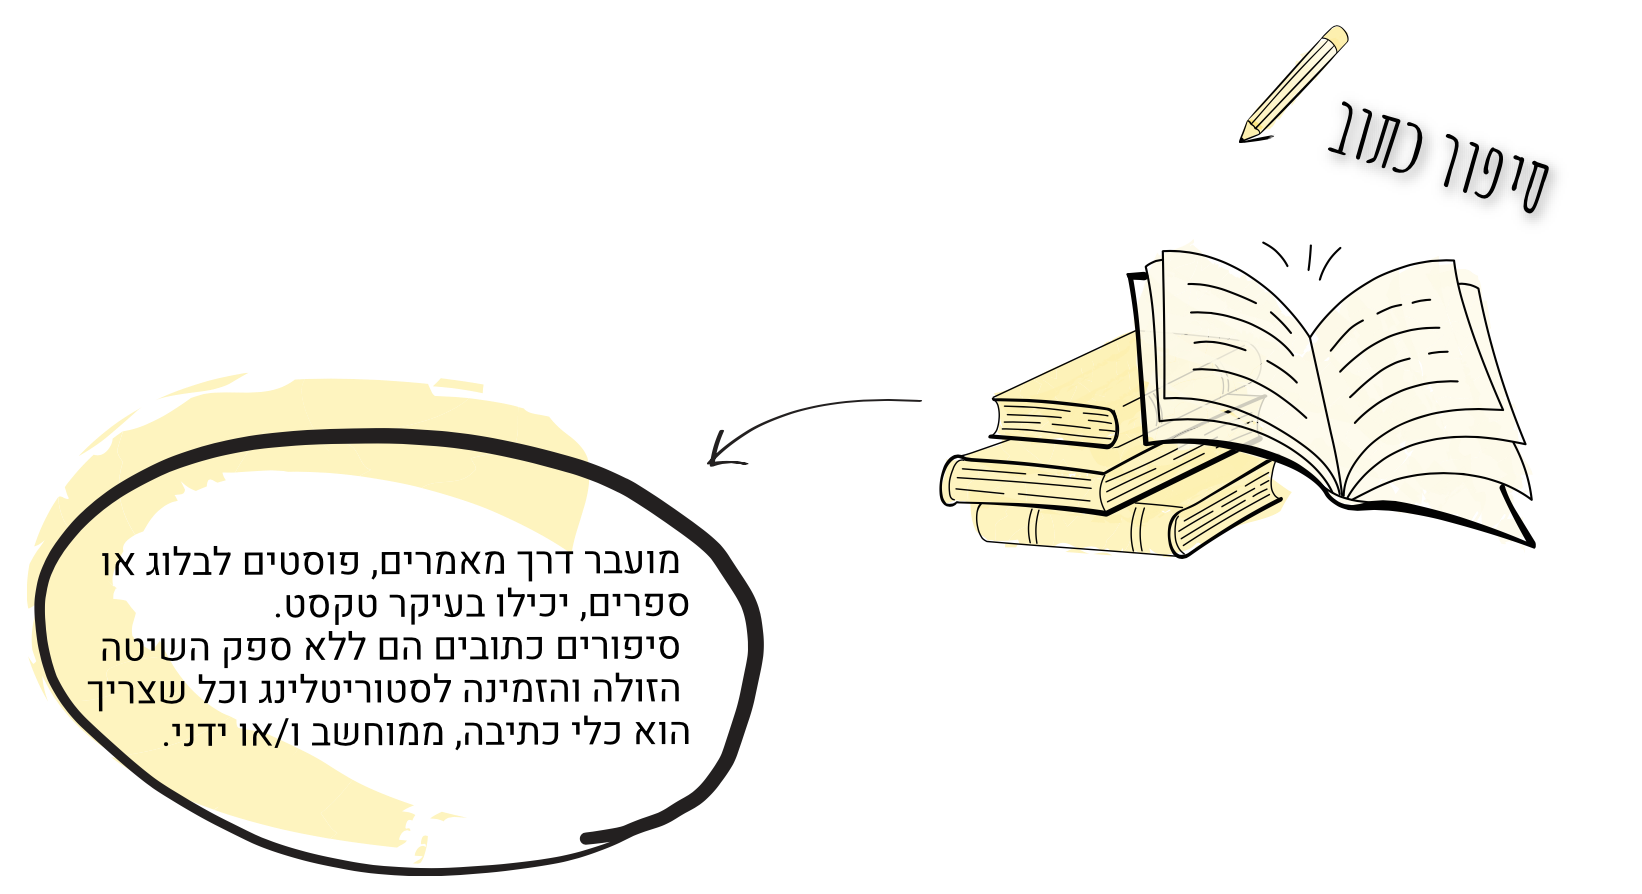 סיפור כתוב
מועבר דרך מאמרים, פוסטים לבלוג או
ספרים, יכילו בעיקר טקסט.
סיפורים כתובים הם ללא ספק השיטה
הזולה והזמינה לסטוריטלינג וכל שצריך
הוא כלי כתיבה, ממוחשב ו/או ידני.